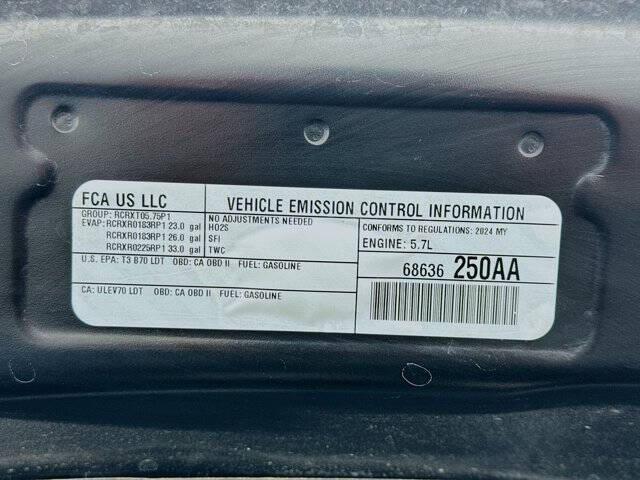 FCA US LLC
VEHICLE EMISSION CONTROL INFORMATION
GROUP: RCRXT05.75P1
EVAP: RCRXR0183RP1 23.0 gal
RCRXR0183RP1 26.0 gal
RCRXR0225RP1 33.0 gal
NO ADJUSTMENTS NEEDED
HO2S
SFI
TWC
CONFORMS TO REGULATIONS: 2024 MY
ENGINE: 5.7L
U.S. EPA: T3 B70 LDT OBD: CA OBD II FUEL: GASOLINE
CA: ULEV70 LDT OBD: CA OBD II FUEL: GASOLINE
68636 250AA